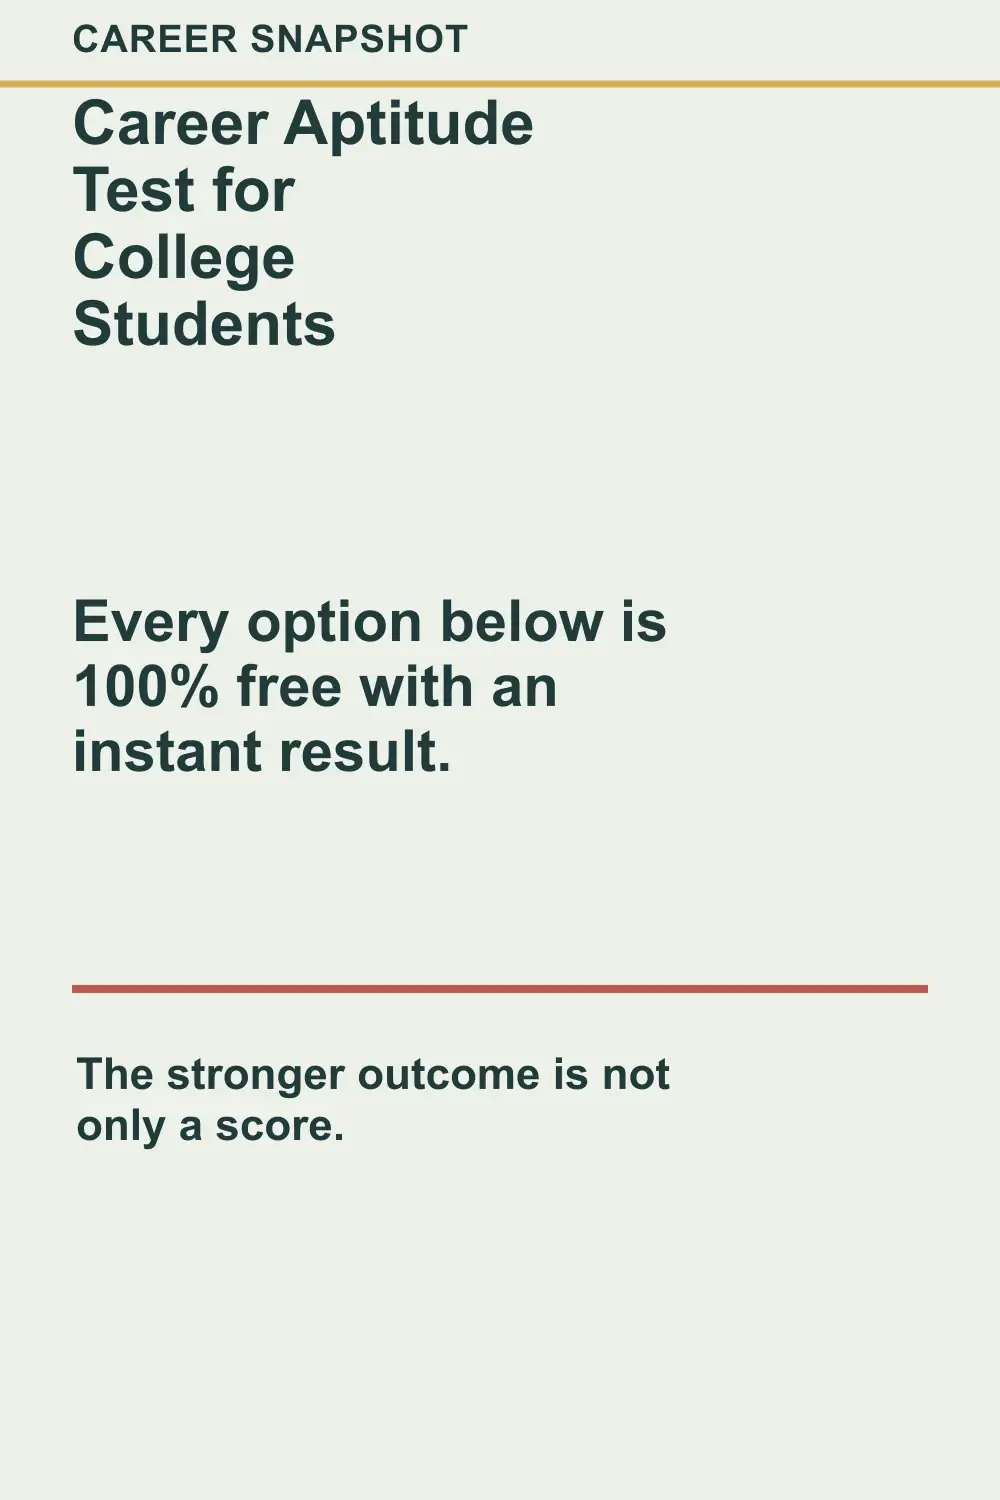 CAREER SNAPSHOT
Career Aptitude
Test for
College
Students
Every option below is
100% free with an
instant result.
The stronger outcome is not
only a score.